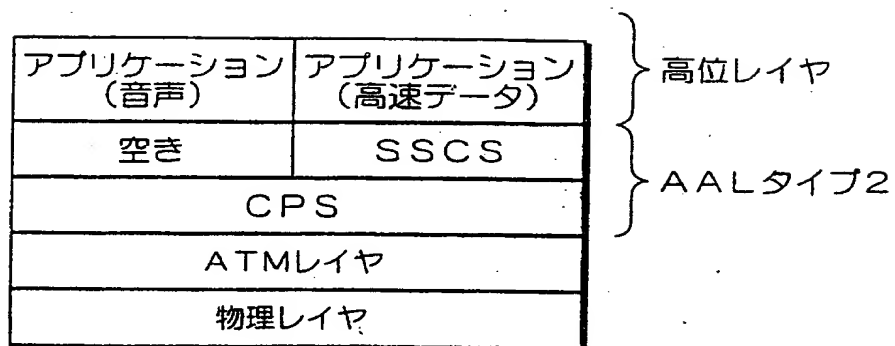 アプリケーション
(音声)
アプリケーション
(高速データ)
高位レイヤ
空き
SSCS
AALタイプ2
CPS
ATMレイヤ
物理レイヤ